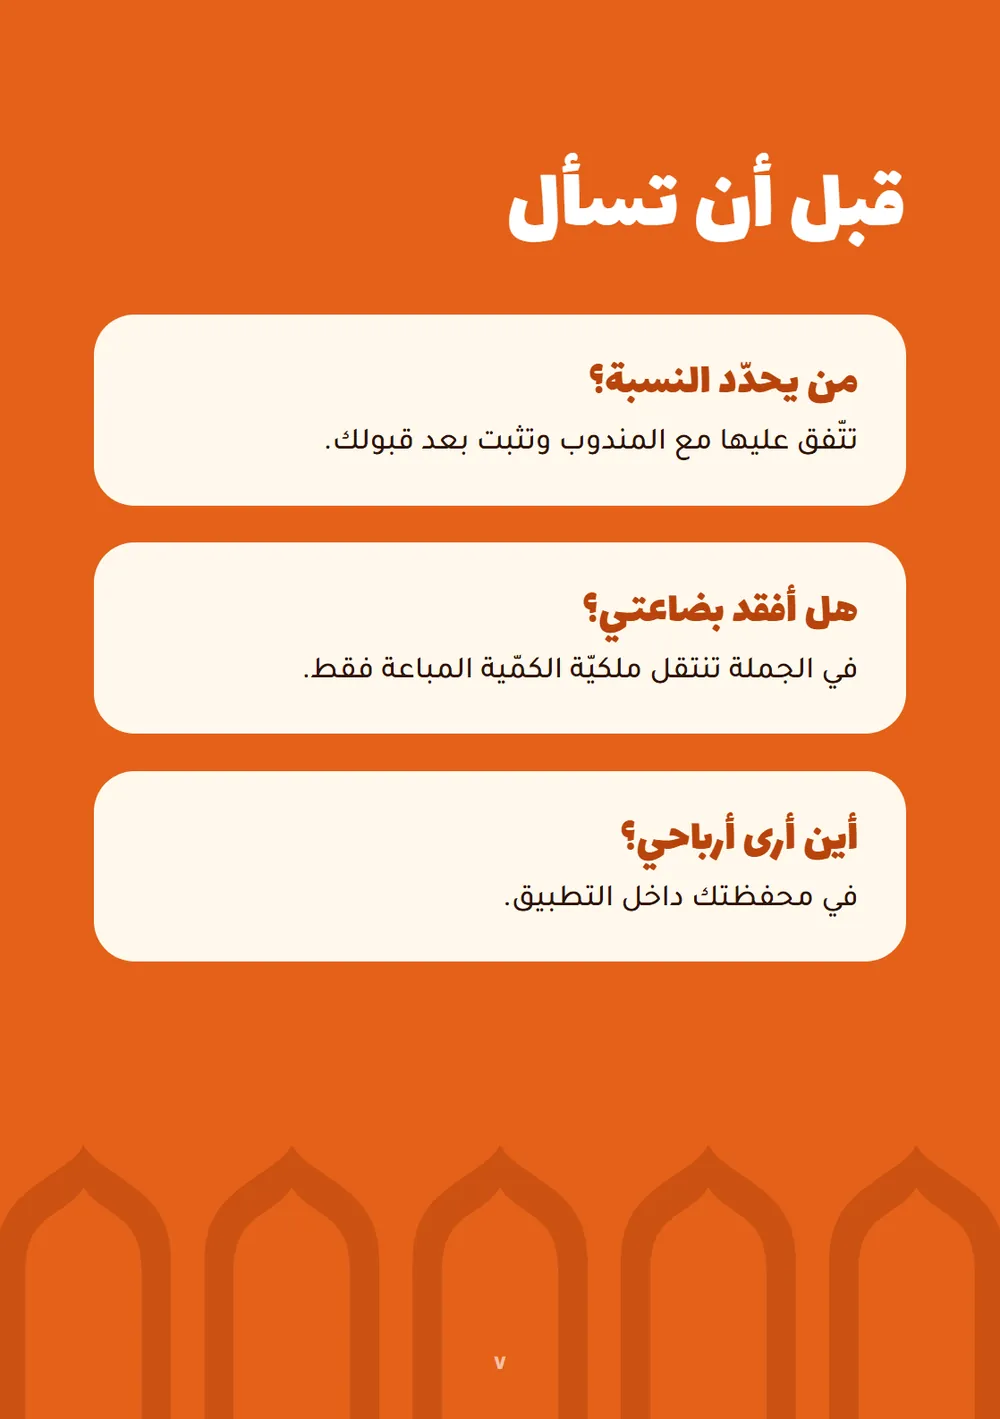 قبل أن تسأل
من يحدّد النسبة؟
تتّفق عليها مع المندوب وتثبت بعد قبولك.
هل أفقد بضاعتي؟
في الجملة تنتقل ملكيّة الكمّية المباعة فقط.
أين أرى أرباحي؟
في محفظتك داخل التطبيق.
٧